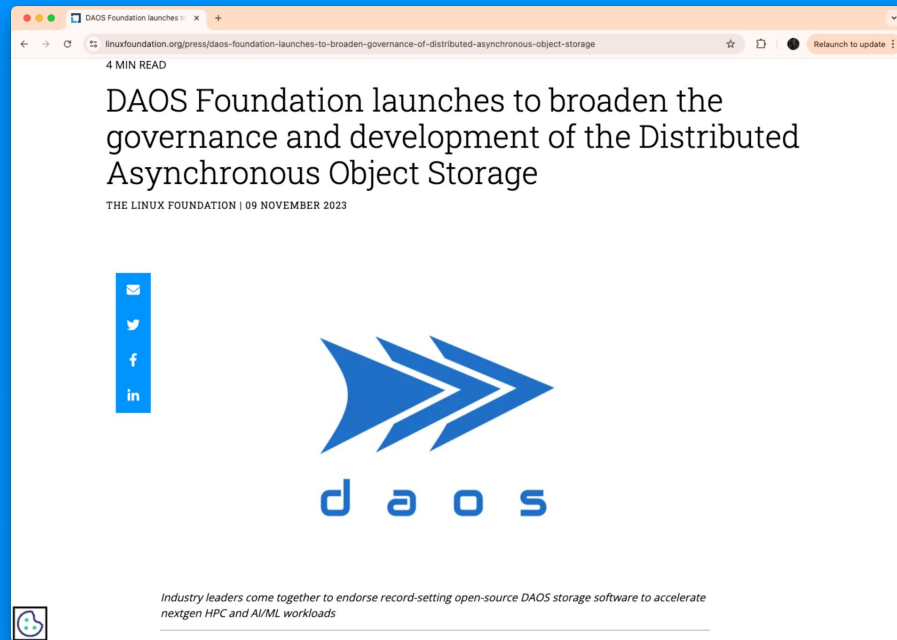 DAOS Foundation launches to
linuxfoundation.org/press/daos-foundation-launches-to-broaden-governance-of-distributed-asynchronous-object-storage
Relaunch to update
4 MIN READ
DAOS Foundation launches to broaden the
governance and development of the Distributed
Asynchronous Object Storage
THE LINUX FOUNDATION | 09 NOVEMBER 2023
f
in
daos
Industry leaders come together to endorse record-setting open-source DAOS storage software to accelerate
nextgen HPC and AI/ML workloads